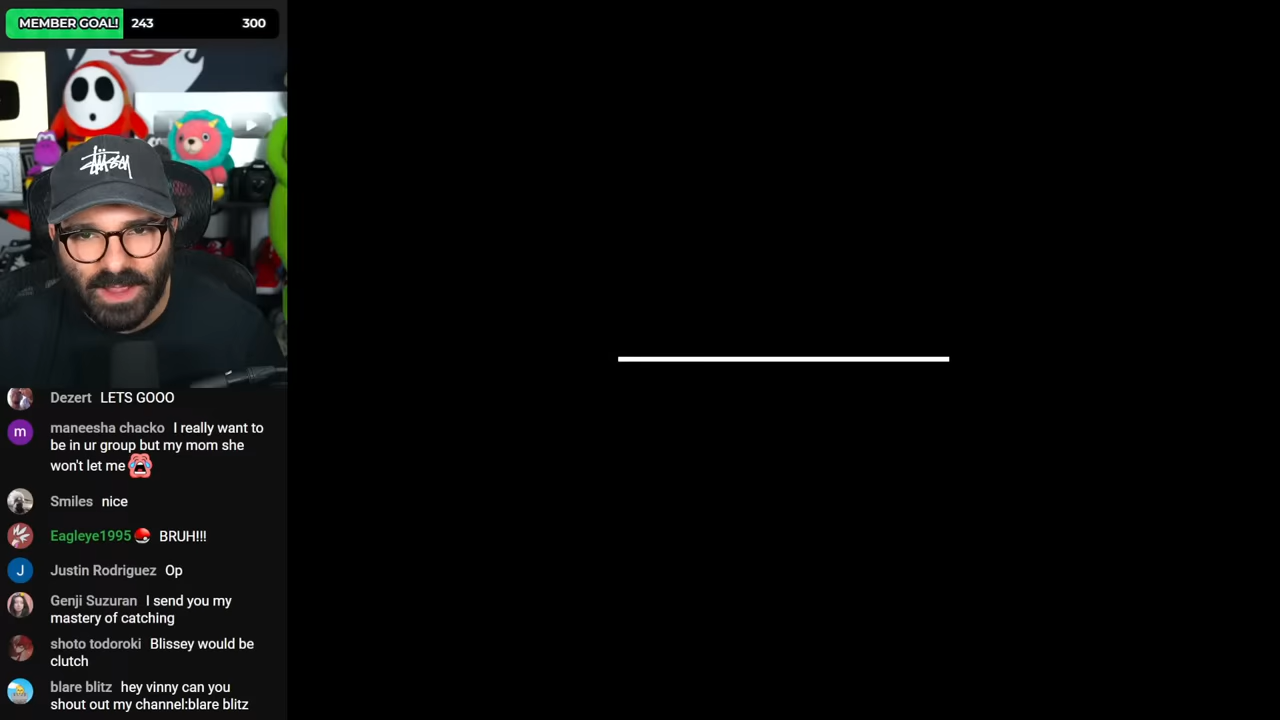 MEMBER GOAL! 243 300
STÜSSY
Dezert LETS GOOO
maneesha chacko I really want to
be in ur group but my mom she
won't let me
m
Smiles nice
Eagleye1995 BRUH!!!
J Justin Rodriguez Op
Genji Suzuran I send you my
mastery of catching
shoto todoroki Blissey would be
clutch
blare blitz hey vinny can you
shout out my channel:blare blitz